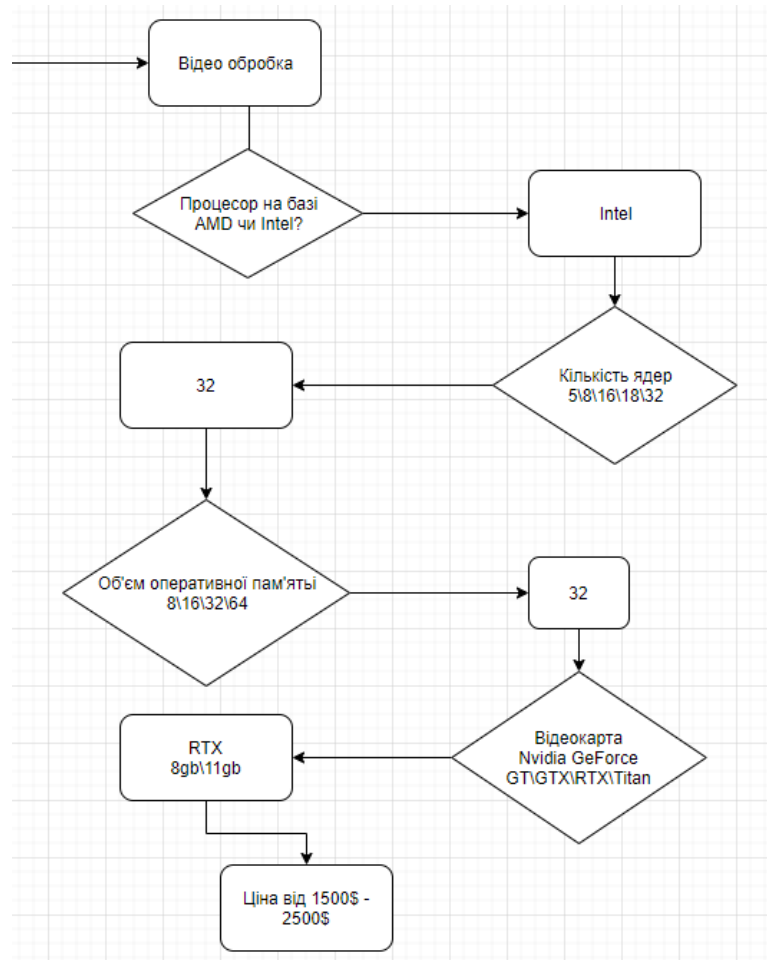 Відео обробка
Процесор на базі
AMD чи Intel?
Intel
Кількість ядер
5\8\16\18\32
32
Об'єм оперативної пам'ятьі
8\16\32\64
32
Відеокарта
Nvidia GeForce
GT\GTX\RTX\Titan
RTX
8gb\11gb
Ціна від 1500$ -
2500$